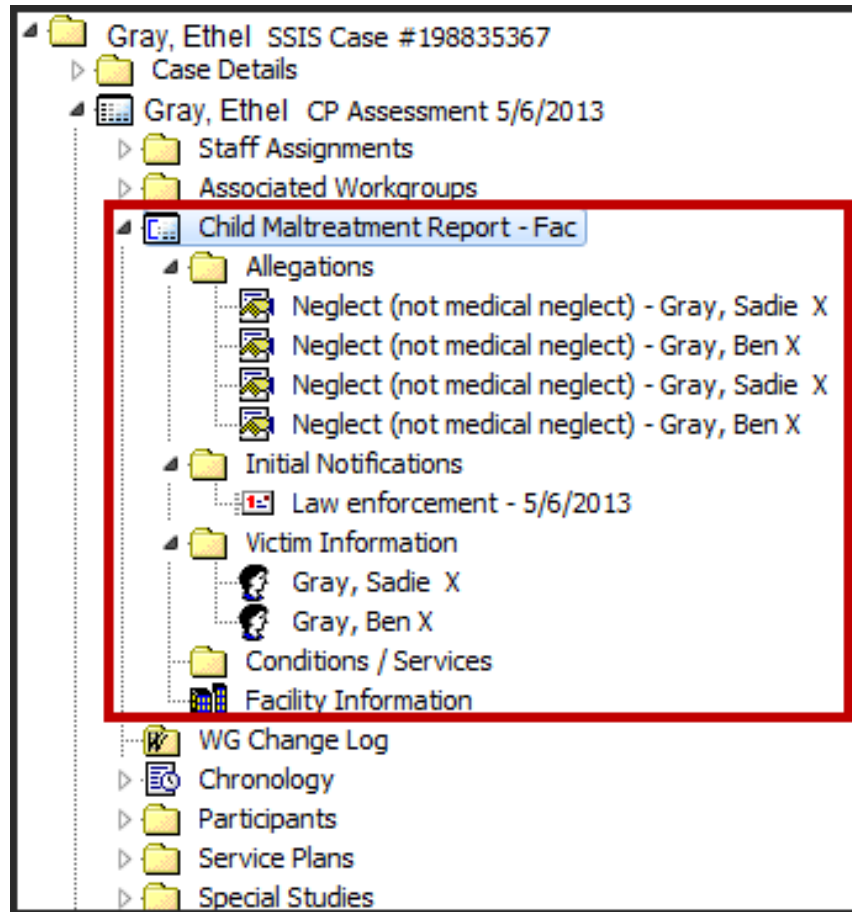 Gray, Ethel SSIS Case #198835367
Case Details
Gray, Ethel CP Assessment 5/6/2013
Staff Assignments
Associated Workgroups
Child Maltreatment Report - Fac
Allegations
Neglect (not medical neglect) - Gray, Sadie X
Neglect (not medical neglect) - Gray, Ben X
Neglect (not medical neglect) - Gray, Sadie X
Neglect (not medical neglect) - Gray, Ben X
Initial Notifications
Law enforcement - 5/6/2013
Victim Information
Gray, Sadie X
Gray, Ben X
Conditions / Services
Facility Information
WG Change Log
Chronology
Participants
Service Plans
Special Studies